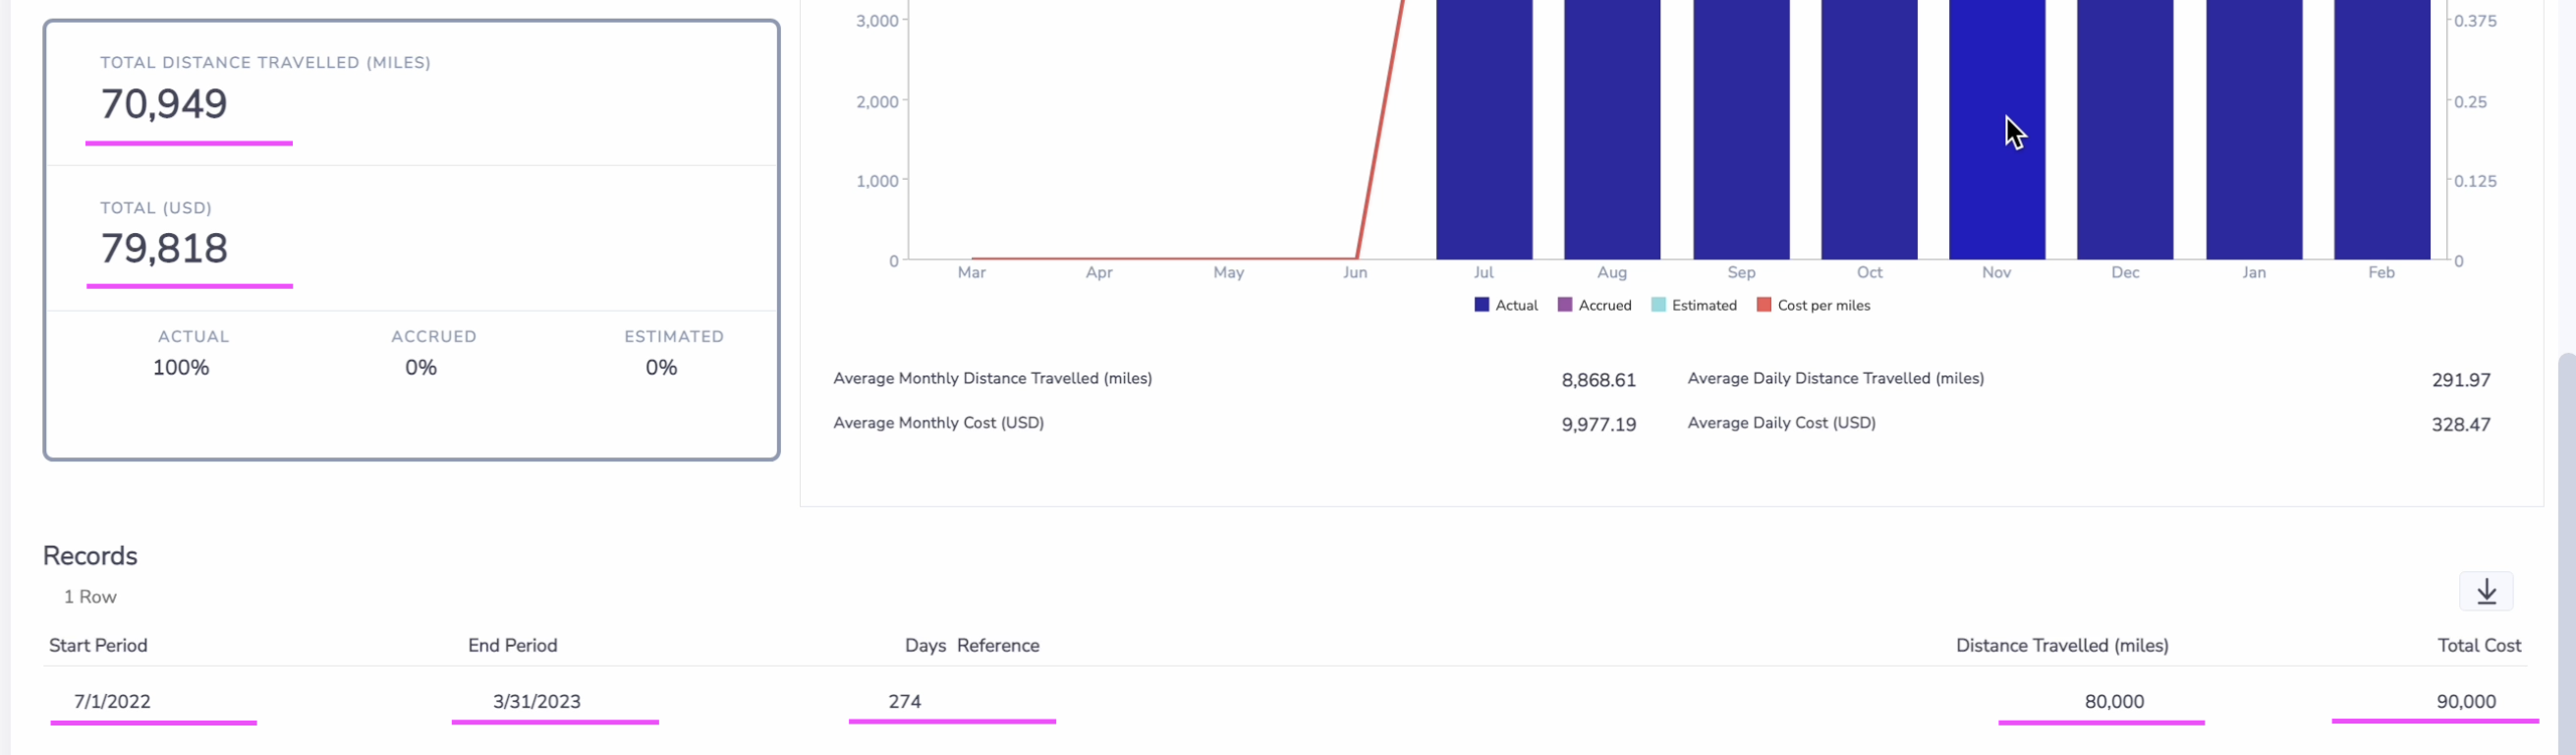 TOTAL DISTANCE TRAVELLED (MILES)
70,949
TOTAL (USD)
79,818
ACTUAL ACCRUED ESTIMATED
100% 0% 0%
3,000 0.375
2,000 0.25
1,000 0.125
0 0
Mar Apr May Jun Jul Aug Sep Oct Nov Dec Jan Feb
Actual Accrued Estimated Cost per miles
Average Monthly Distance Travelled (miles) 8,868.61 Average Daily Distance Travelled (miles) 291.97
Average Monthly Cost (USD) 9,977.19 Average Daily Cost (USD) 328.47
Records
1 Row
Start Period End Period Days Reference Distance Travelled (miles) Total Cost
7/1/2022 3/31/2023 274 80,000 90,000